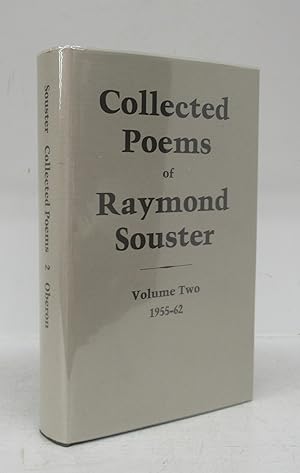 Collected
Poems
of
Raymond
Souster
Volume Two
1955-62
Souster Collected Poems 2 Oberon